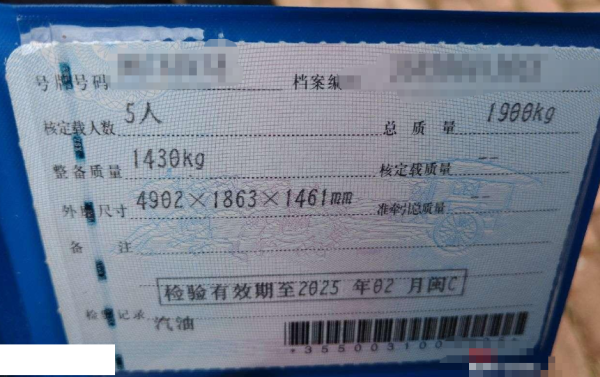 号牌号码 档案编
核定载人数 5人 总质量 1900kg
整备质量 1430kg 核定载质量 --
外廓尺寸 4902×1863×1461mm 准牵引总质量 --
备注
检验有效期至2025年02月闽C
检验记录 汽油
*355003100